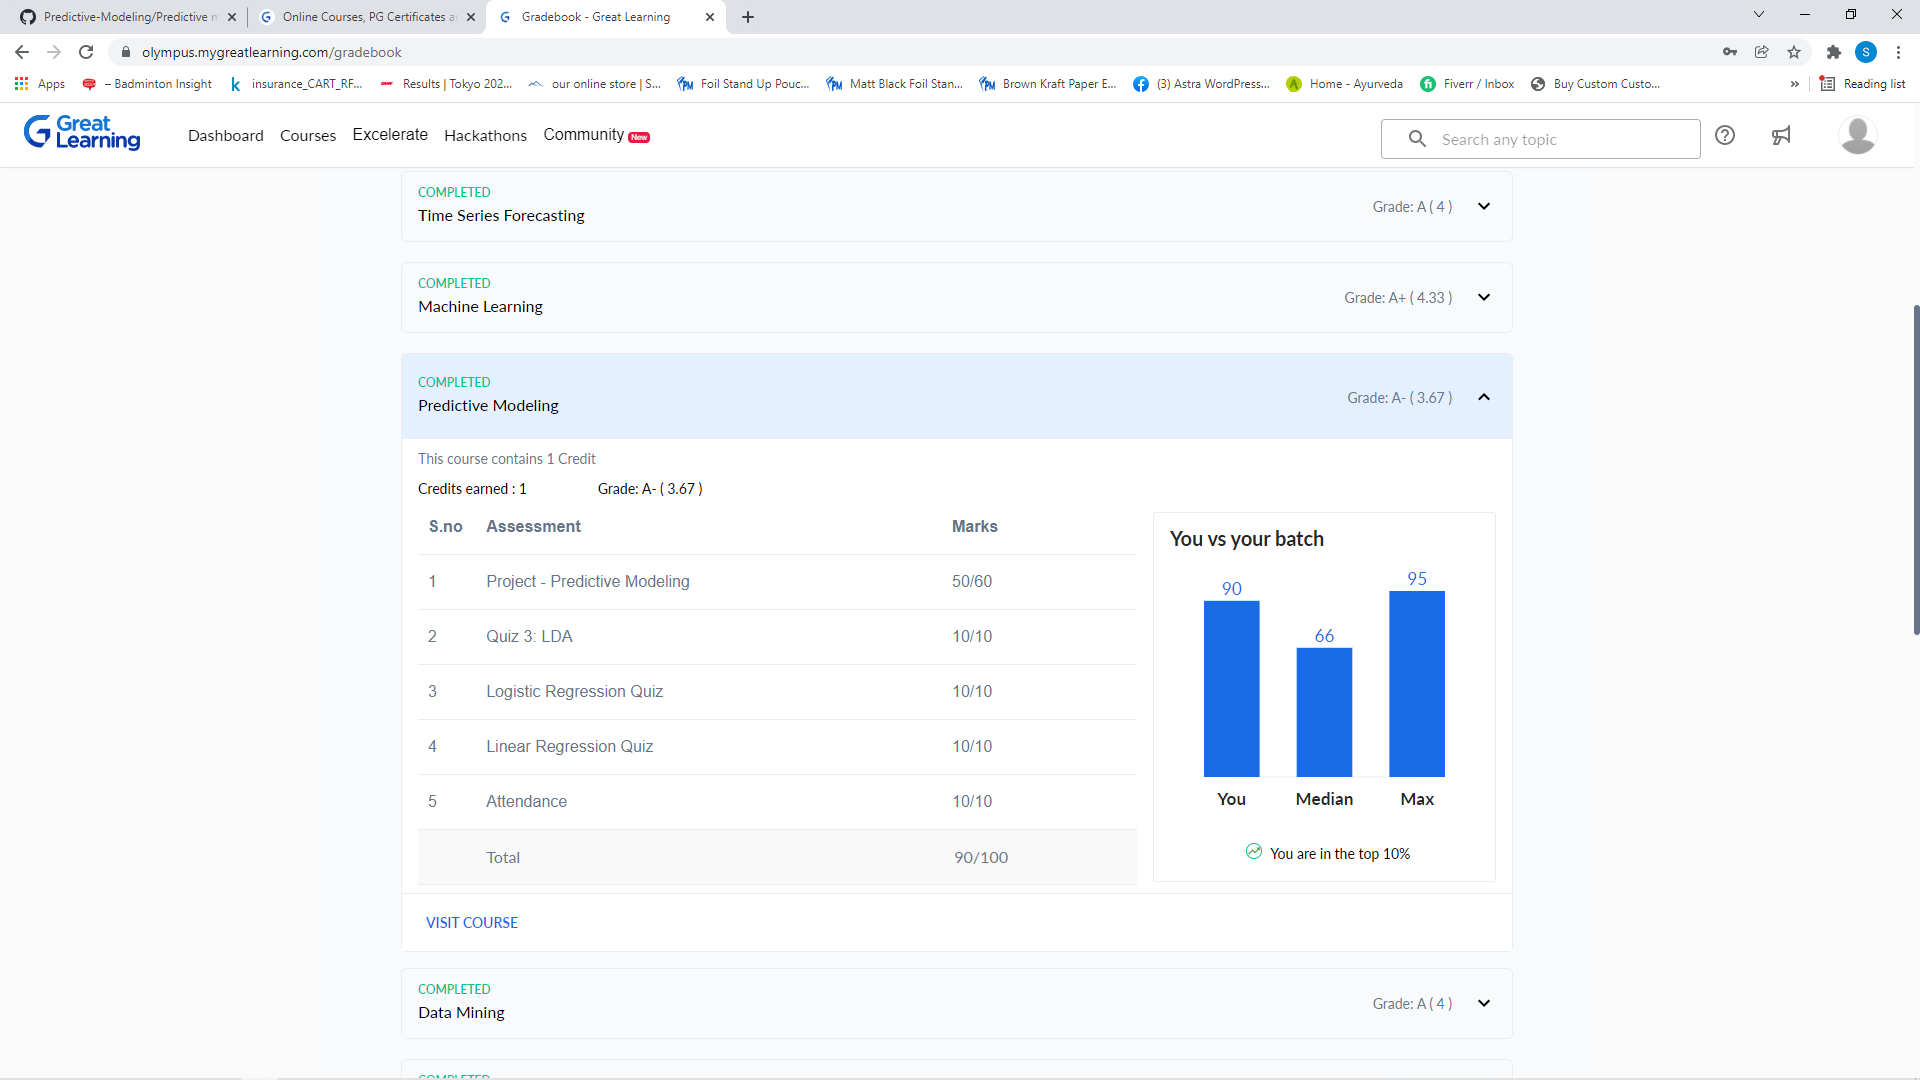 Predictive-Modeling/Predictive m
Online Courses, PG Certificates a
Gradebook - Great Learning
olympus.mygreatlearning.com/gradebook
S
Apps
– Badminton Insight
insurance_CART_RF...
Results | Tokyo 202...
our online store | S...
Foil Stand Up Pouc...
Matt Black Foil Stan...
Brown Kraft Paper E...
(3) Astra WordPress...
Home - Ayurveda
Fiverr / Inbox
Buy Custom Custo...
»
Reading list
Great
Learning
Dashboard
Courses
Excelerate
Hackathons
Community New
Search any topic
COMPLETED
Time Series Forecasting
Grade: A ( 4 )
COMPLETED
Machine Learning
Grade: A+ ( 4.33 )
COMPLETED
Predictive Modeling
Grade: A- ( 3.67 )
This course contains 1 Credit
Credits earned : 1 Grade: A- ( 3.67 )
S.no Assessment Marks
1 Project - Predictive Modeling 50/60
2 Quiz 3: LDA 10/10
3 Logistic Regression Quiz 10/10
4 Linear Regression Quiz 10/10
5 Attendance 10/10
Total 90/100
You vs your batch
90 66 95
You Median Max
You are in the top 10%
VISIT COURSE
COMPLETED
Data Mining
Grade: A ( 4 )
COMPLETED